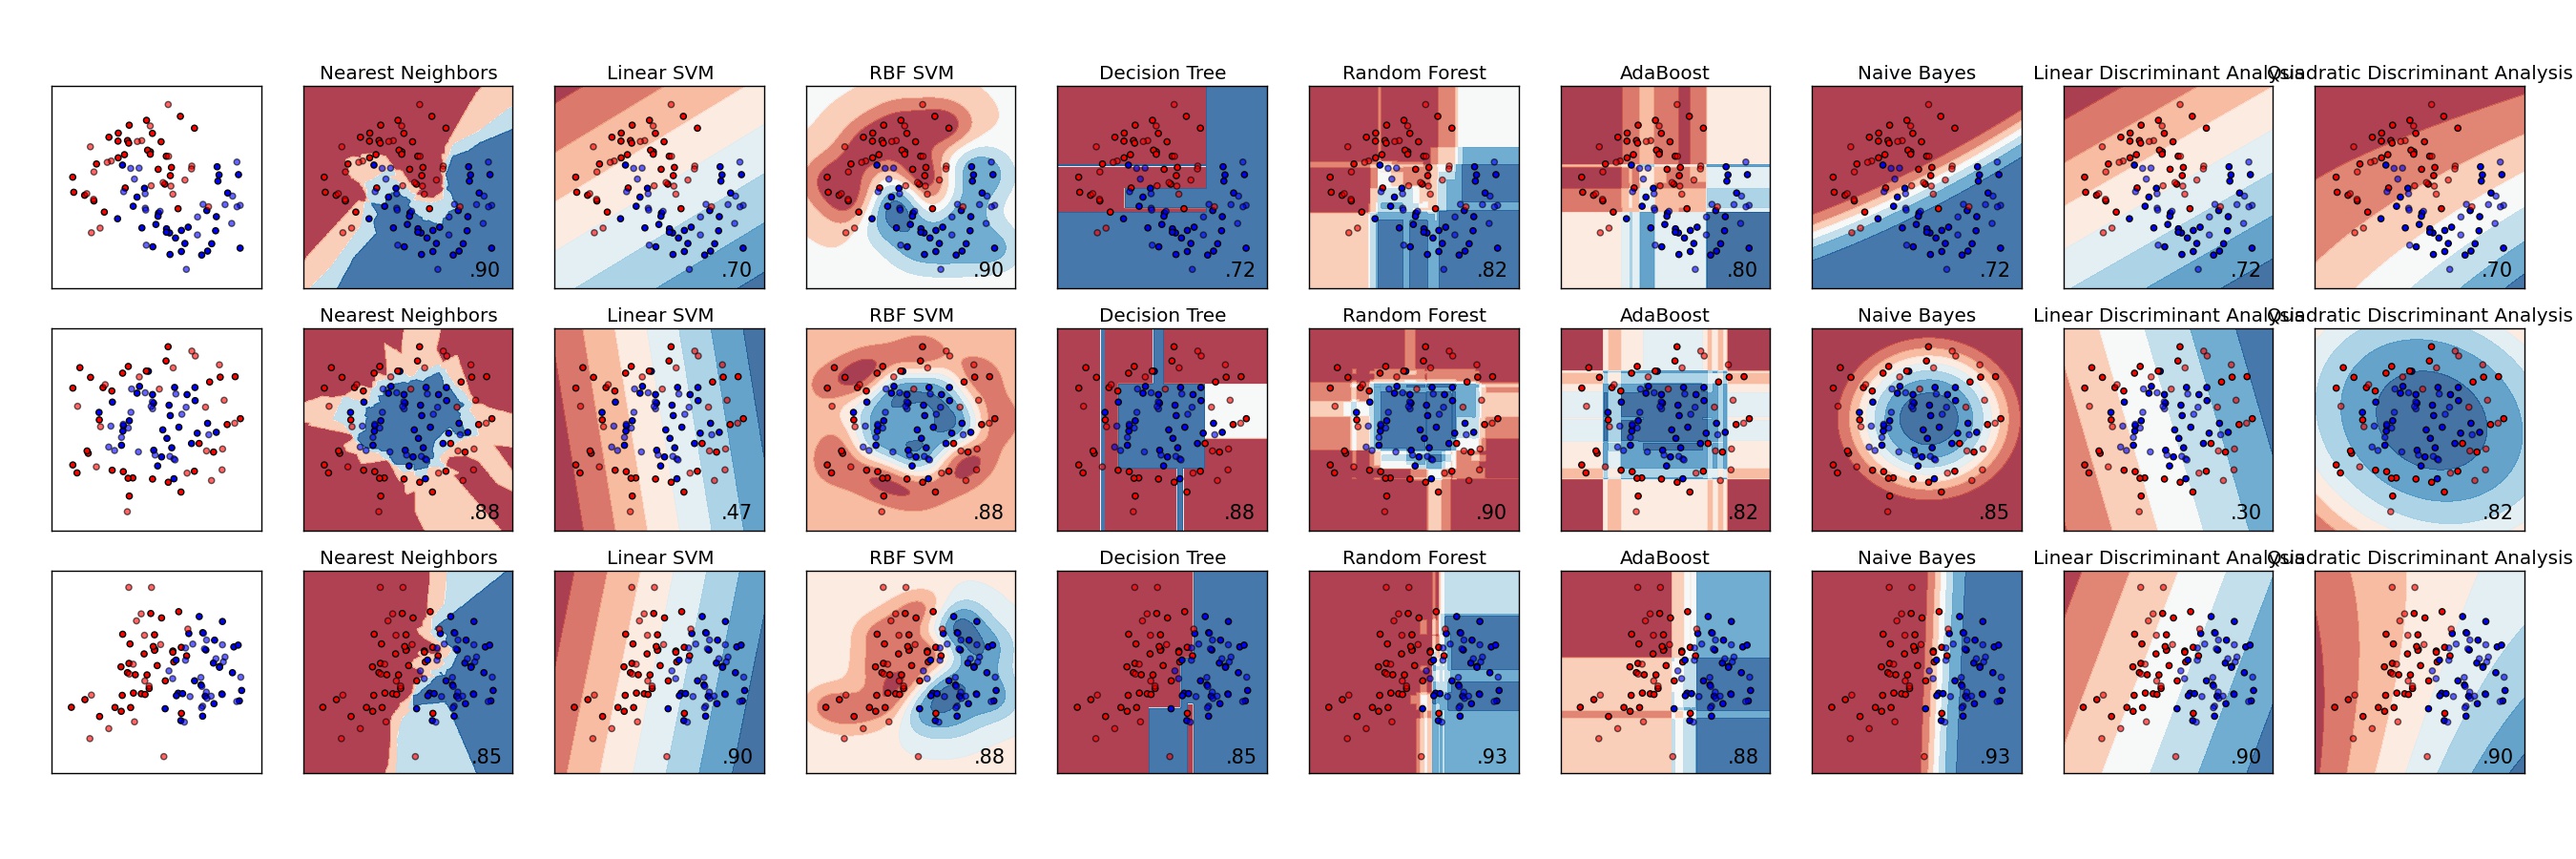 Nearest Neighbors Linear SVM RBF SVM Decision Tree Random Forest AdaBoost Naive Bayes Linear Discriminant Analysis Quadratic Discriminant Analysis
.90 .70 .90 .72 .82 .80 .72 .72 .70
Nearest Neighbors Linear SVM RBF SVM Decision Tree Random Forest AdaBoost Naive Bayes Linear Discriminant Analysis Quadratic Discriminant Analysis
.88 .47 .88 .88 .90 .82 .85 .30 .82
Nearest Neighbors Linear SVM RBF SVM Decision Tree Random Forest AdaBoost Naive Bayes Linear Discriminant Analysis Quadratic Discriminant Analysis
.85 .90 .88 .85 .93 .88 .93 .90 .90